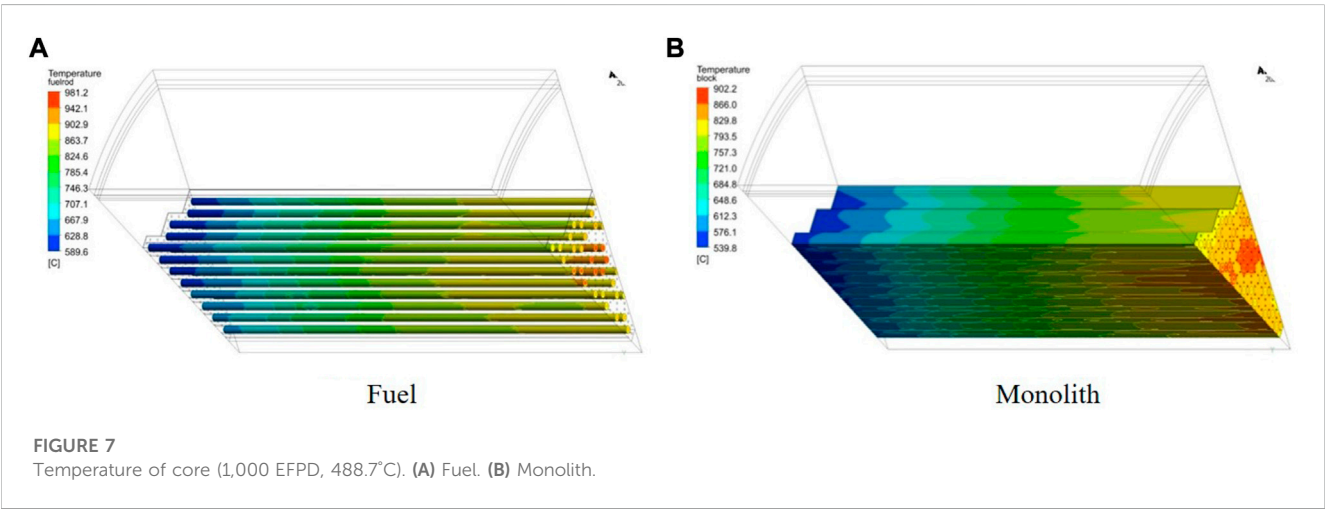 A
Temperature
fuelrod
981.2
942.1
902.9
863.7
824.6
785.4
746.3
707.1
667.9
628.8
589.6
[C]
Fuel
B
Temperature
block
902.2
866.0
829.8
793.5
757.3
721.0
684.8
648.6
612.3
576.1
539.8
[C]
Monolith
FIGURE 7
Temperature of core (1,000 EFPD, 488.7°C). (A) Fuel. (B) Monolith.